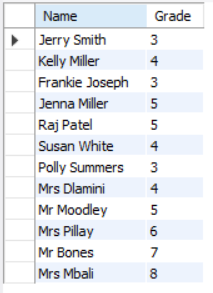 Name Grade
Jerry Smith 3
Kelly Miller 4
Frankie Joseph 3
Jenna Miller 5
Raj Patel 5
Susan White 4
Polly Summers 3
Mrs Dlamini 4
Mr Moodley 5
Mrs Pillay 6
Mr Bones 7
Mrs Mbali 8